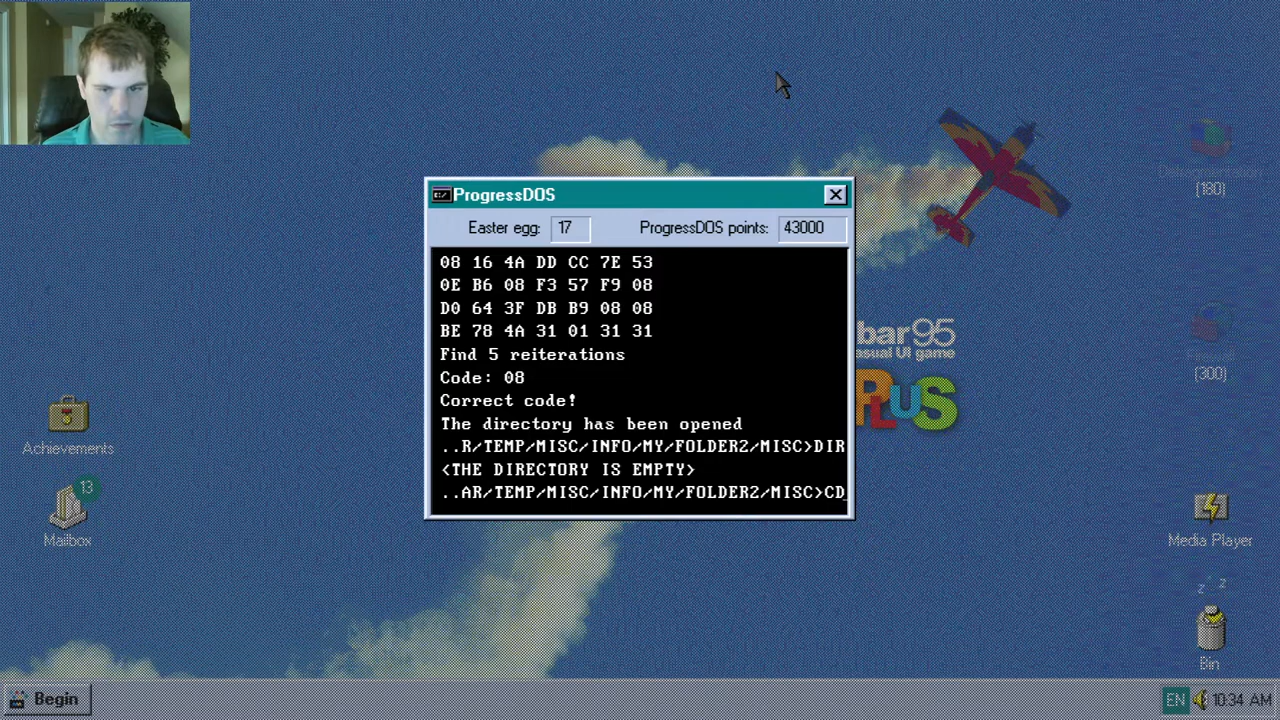 ProgressDOS
Easter egg: 17 ProgressDOS points: 43000
08 16 4A DD CC 7E 53
0E B6 08 F3 57 F9 08
D0 64 3F DB B9 08 08
BE 78 4A 31 01 31 31
Find 5 reiterations
Code: 08
Correct code!
The directory has been opened
..R/TEMP/MISC/INFO/MY/FOLDER2/MISC>DIR
<THE DIRECTORY IS EMPTY>
..AR/TEMP/MISC/INFO/MY/FOLDER2/MISC>CD_
(180)
bar95
asual UI game
PLUS
(300)
Achievements
13
Mailbox
Media Player
z z
Bin
Begin
EN 10:34 AM